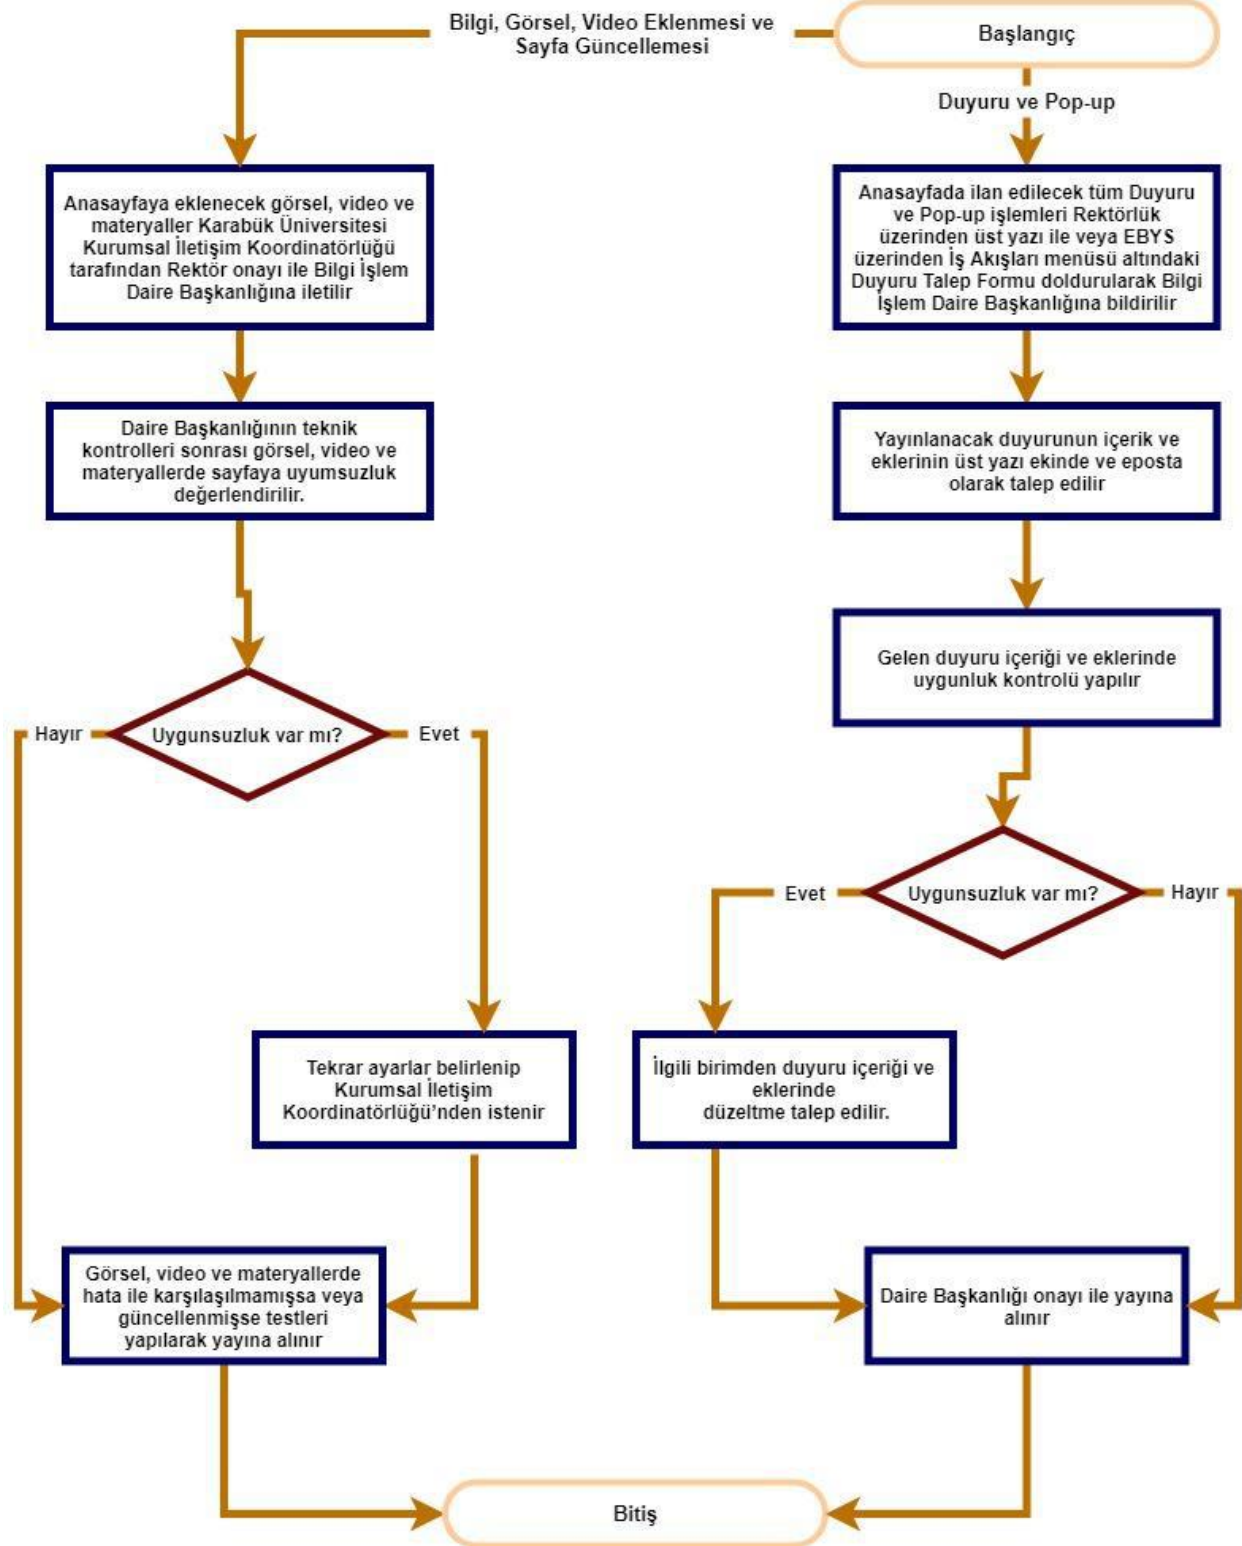 Bilgi, Görsel, Video Eklenmesi ve
Sayfa Güncellemesi
Başlangıç
Duyuru ve Pop-up
Anasayfaya eklenecek görsel, video ve
materyaller Karabük Üniversitesi
Kurumsal İletişim Koordinatörlüğü
tarafından Rektör onayı ile Bilgi İşlem
Daire Başkanlığına iletilir
Anasayfada ilan edilecek tüm Duyuru
ve Pop-up işlemleri Rektörlük
üzerinden üst yazı ile veya EBYS
üzerinden İş Akışları menüsü altındaki
Duyuru Talep Formu doldurularak Bilgi
İşlem Daire Başkanlığına bildirilir
Daire Başkanlığının teknik
kontrolleri sonrası görsel, video ve
materyallerde sayfaya uyumsuzluk
değerlendirilir.
Yayınlanacak duyurunun içerik ve
eklerinin üst yazı ekinde ve eposta
olarak talep edilir
Gelen duyuru içeriği ve eklerinde
uygunluk kontrolü yapılır
Hayır
Uygunsuzluk var mı?
Evet
Evet
Uygunsuzluk var mı?
Hayır
Tekrar ayarlar belirlenip
Kurumsal İletişim
Koordinatörlüğü’nden istenir
İlgili birimden duyuru içeriği ve
eklerinde
düzeltme talep edilir.
Görsel, video ve materyallerde
hata ile karşılaşılmamışsa veya
güncellenmişse testleri
yapılarak yayına alınır
Daire Başkanlığı onayı ile yayına
alınır
Bitiş